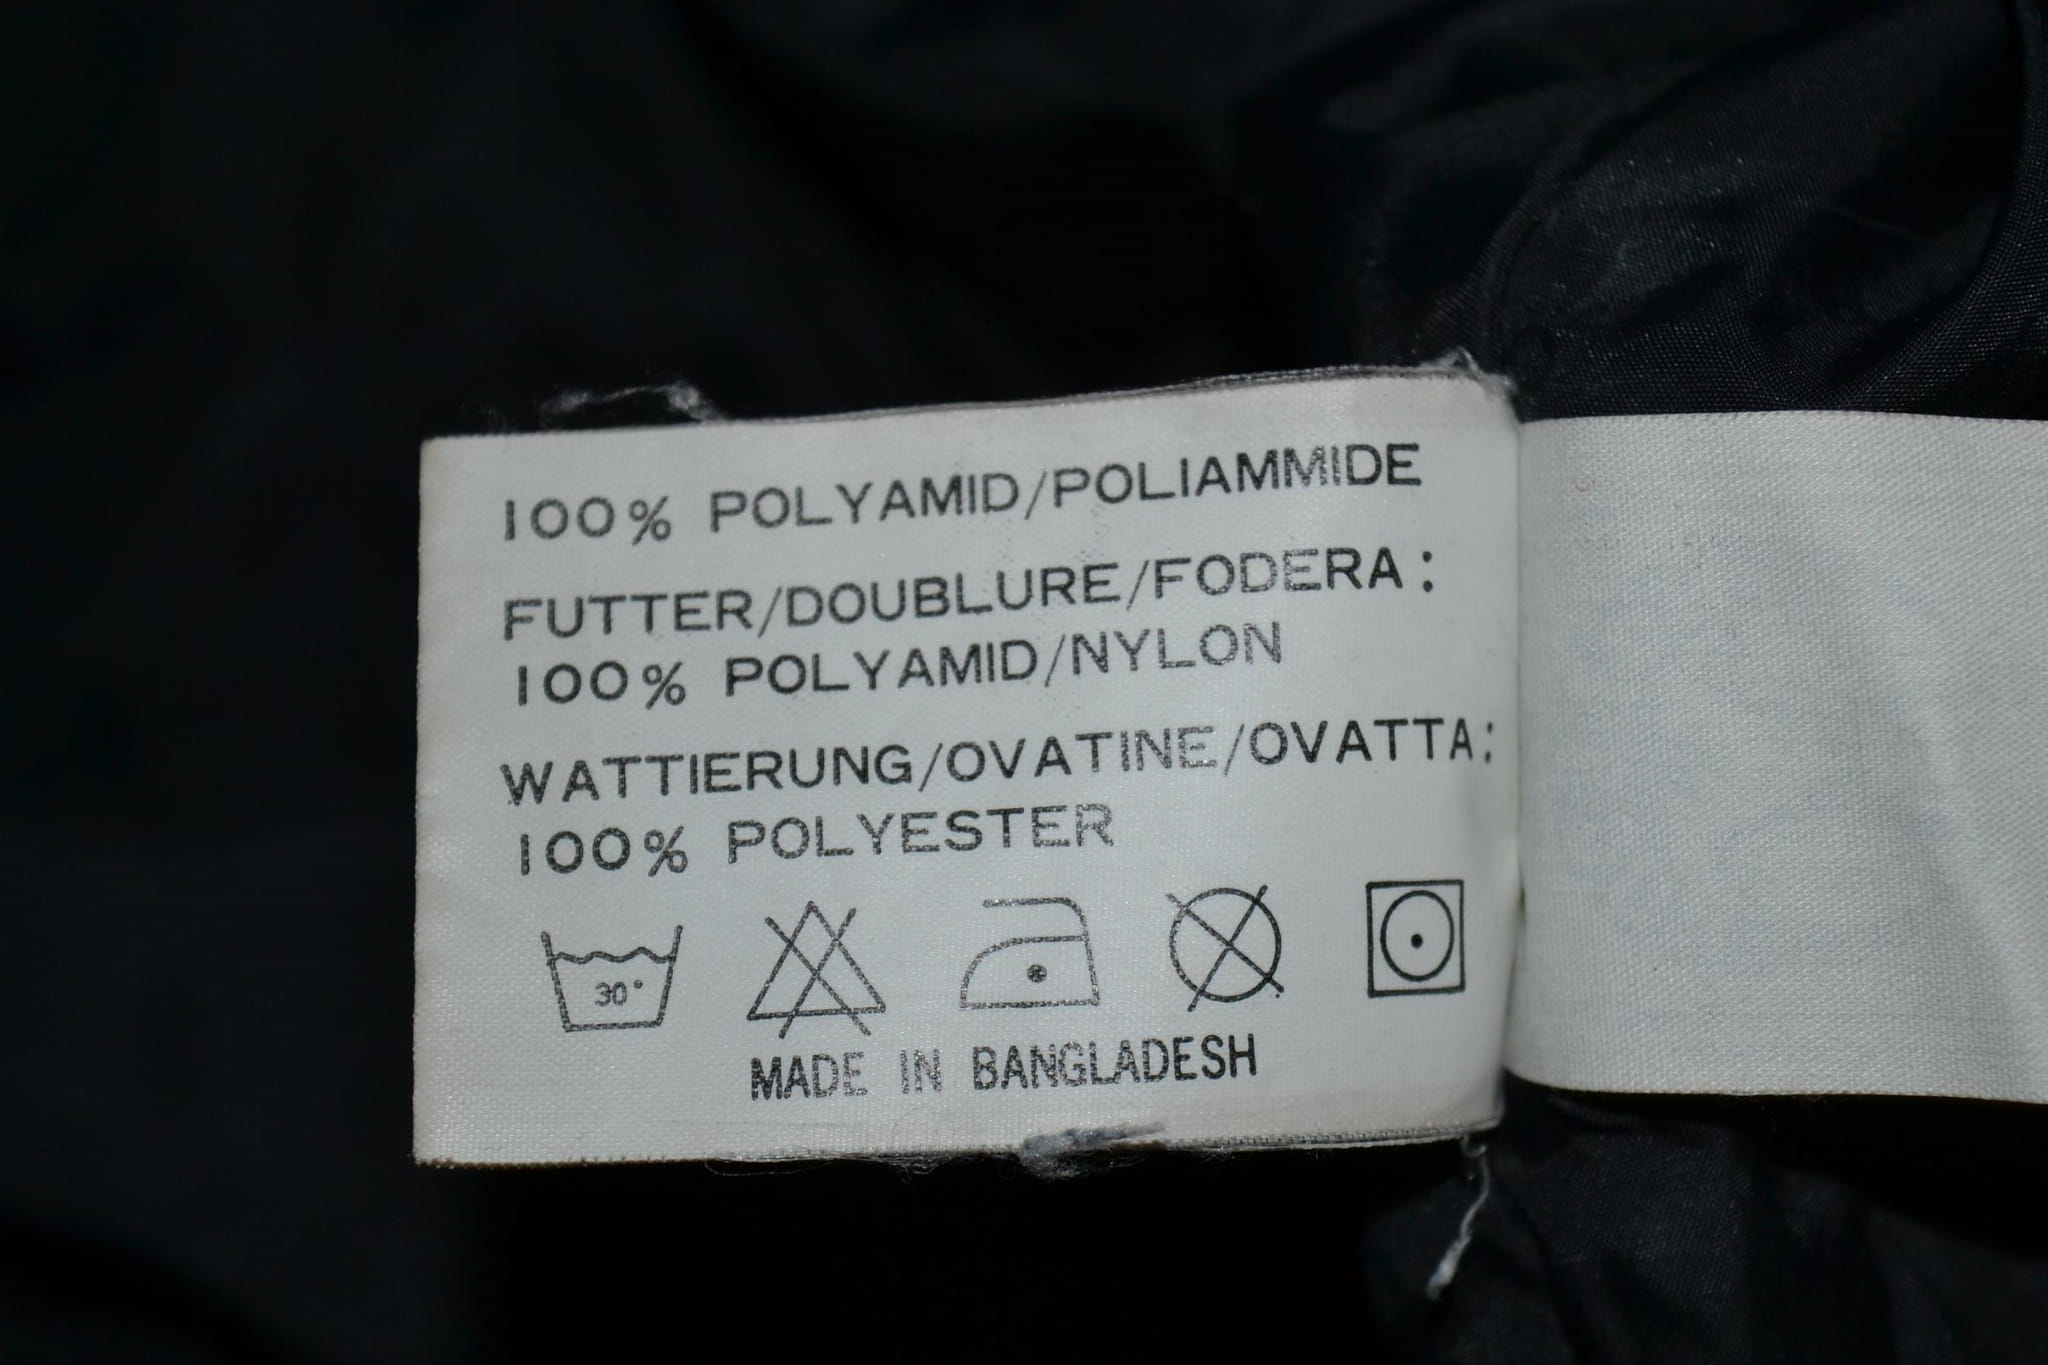 100% POLYAMID/POLIAMMIDE
FUTTER/DOUBLURE/FODERA:
100% POLYAMID/NYLON
WATTIERUNG/OVATINE/OVATTA:
100% POLYESTER
30°
MADE IN BANGLADESH